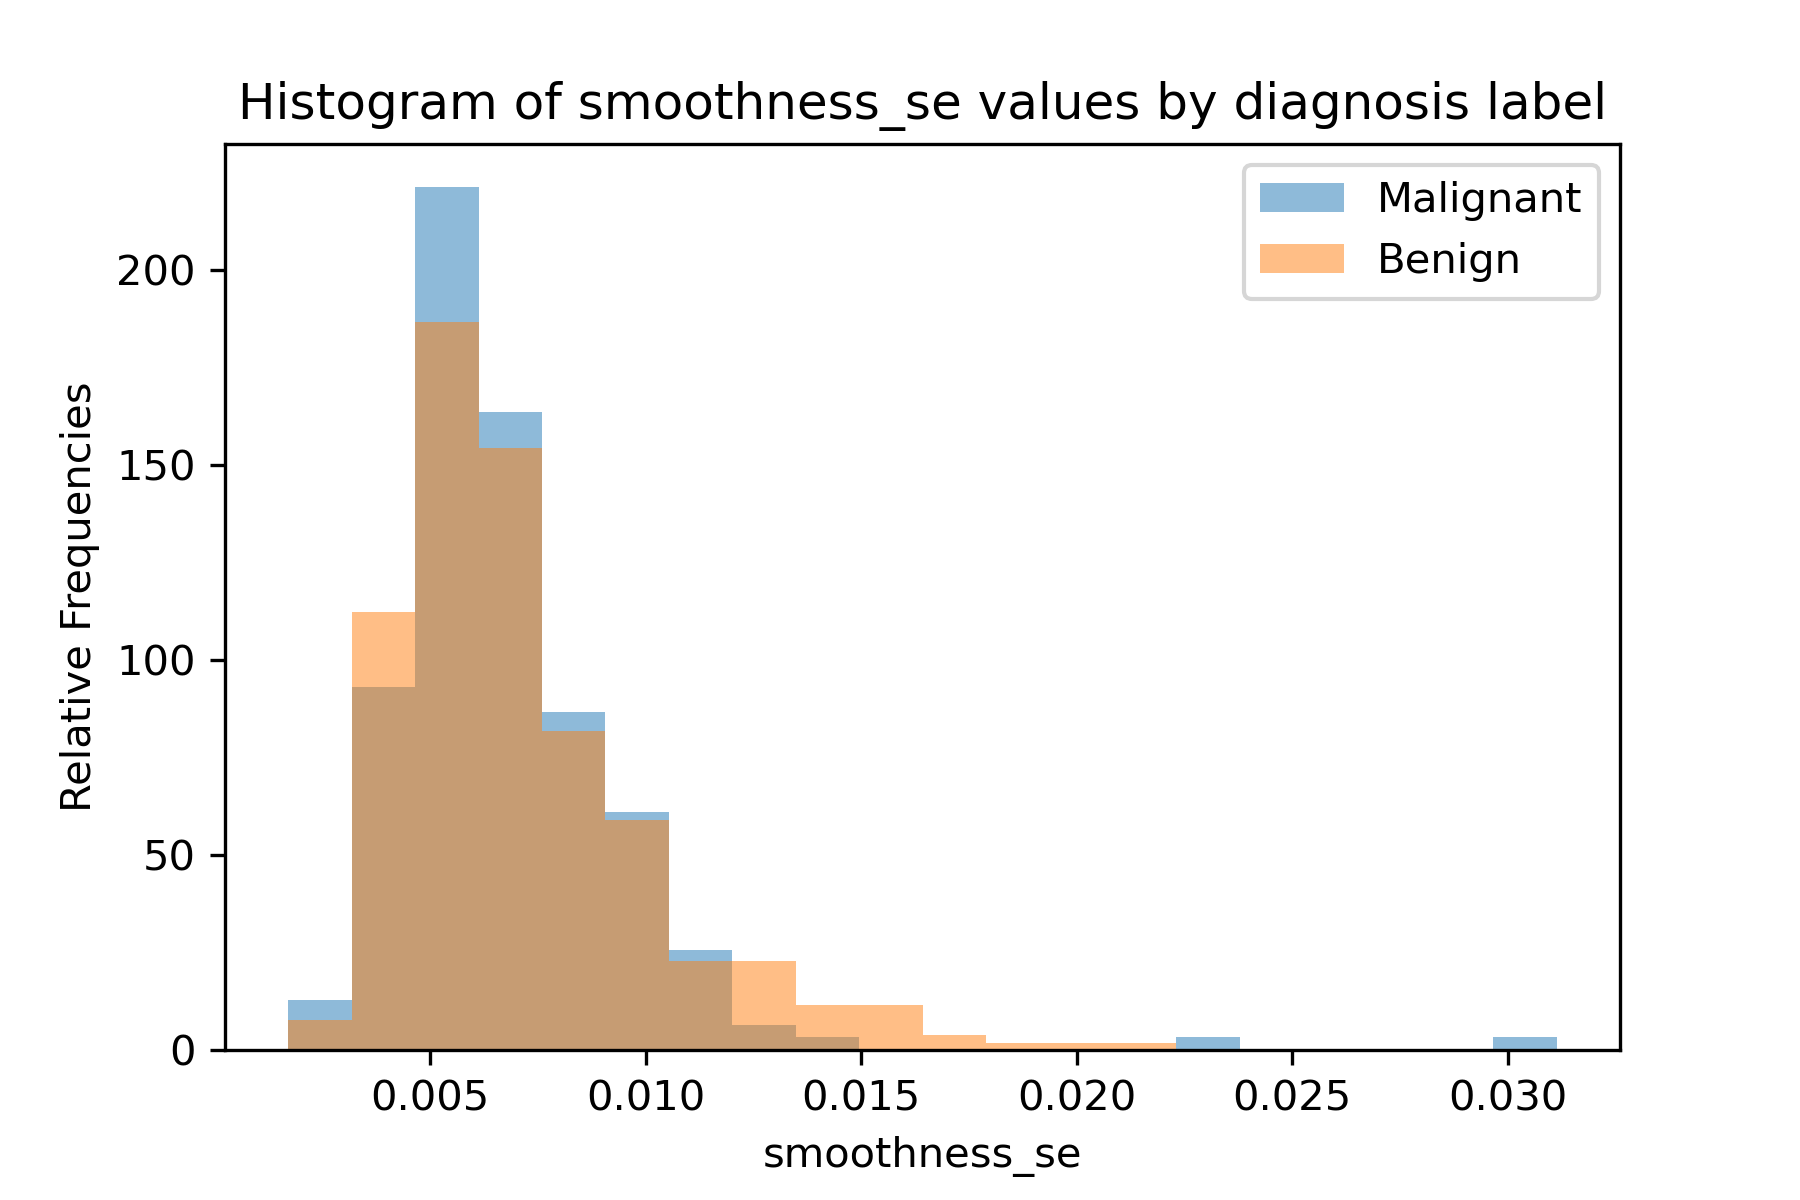 Histogram of smoothness_se values by diagnosis label
Malignant
Benign
Relative Frequencies
200
150
100
50
0
0.005 0.010 0.015 0.020 0.025 0.030
smoothness_se